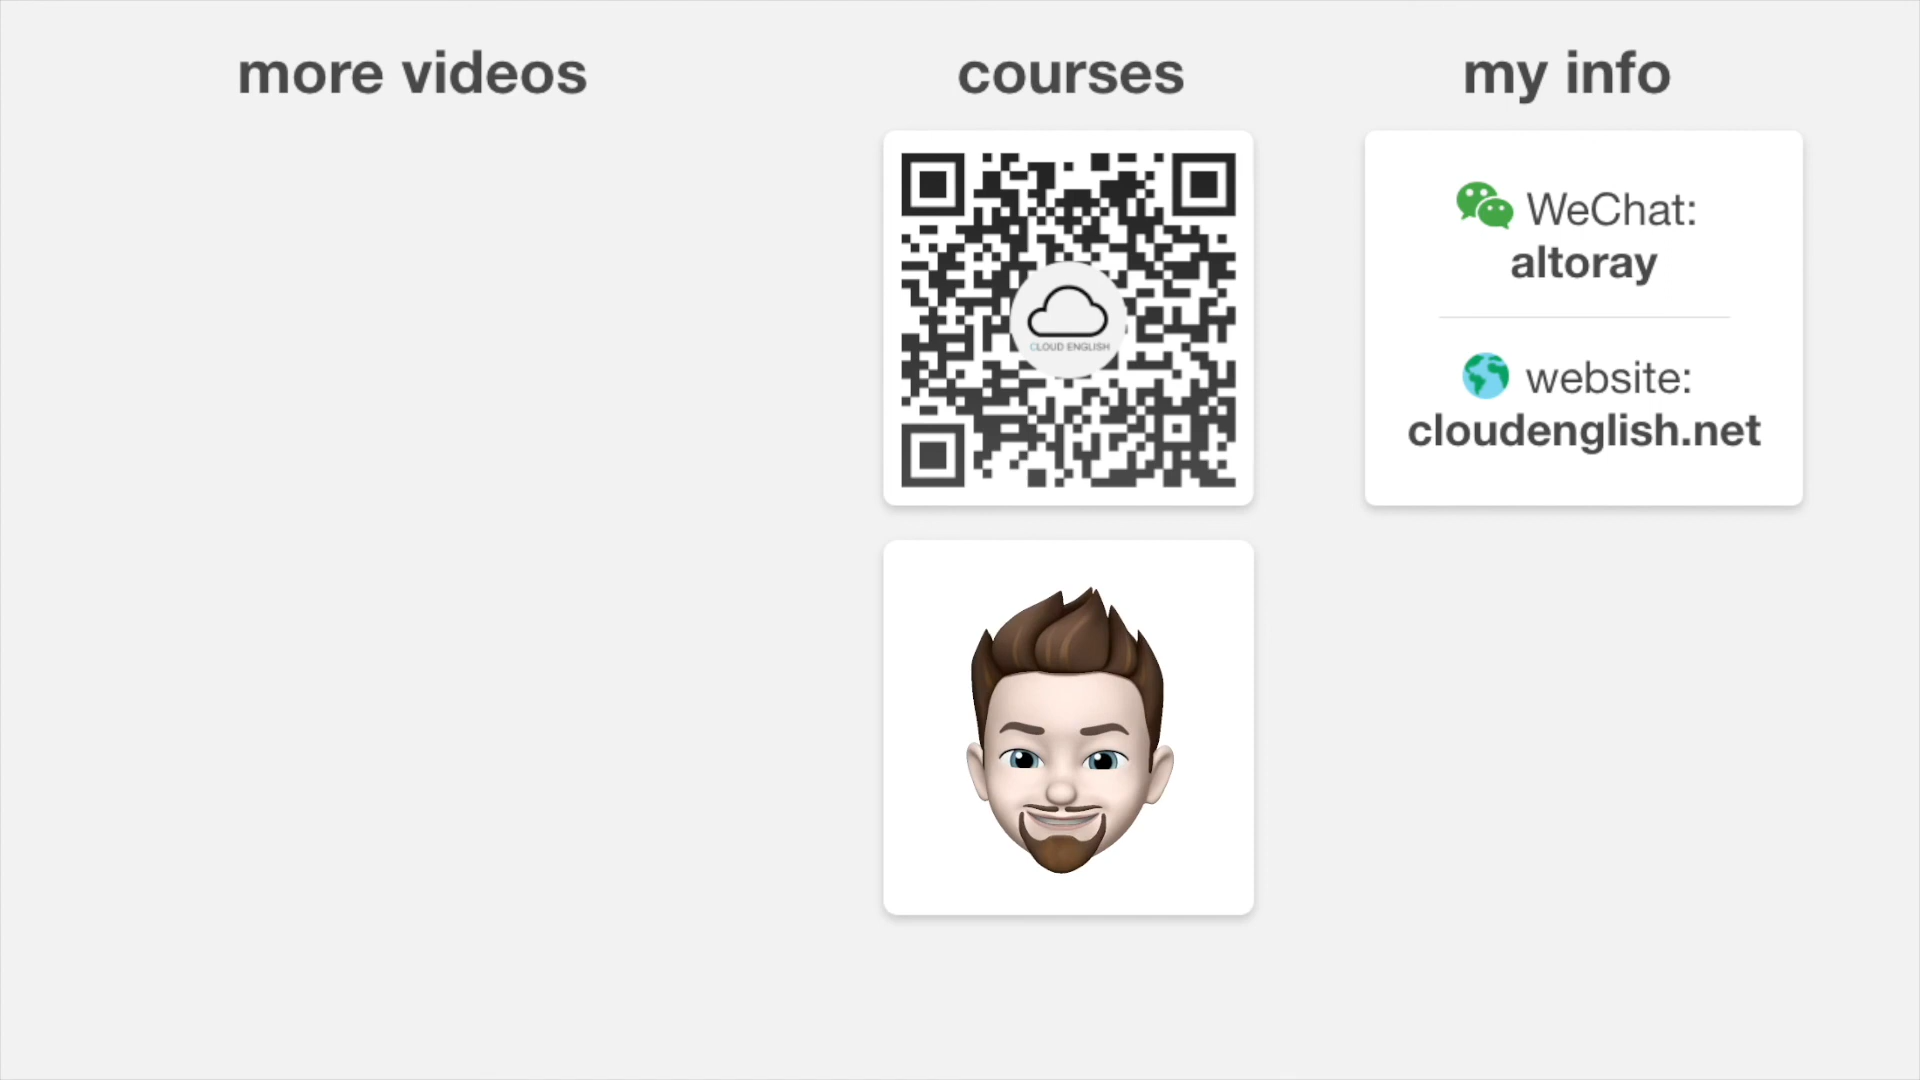 more videos
courses
CLOUD ENGLISH
my info
WeChat:
altoray
website:
cloudenglish.net